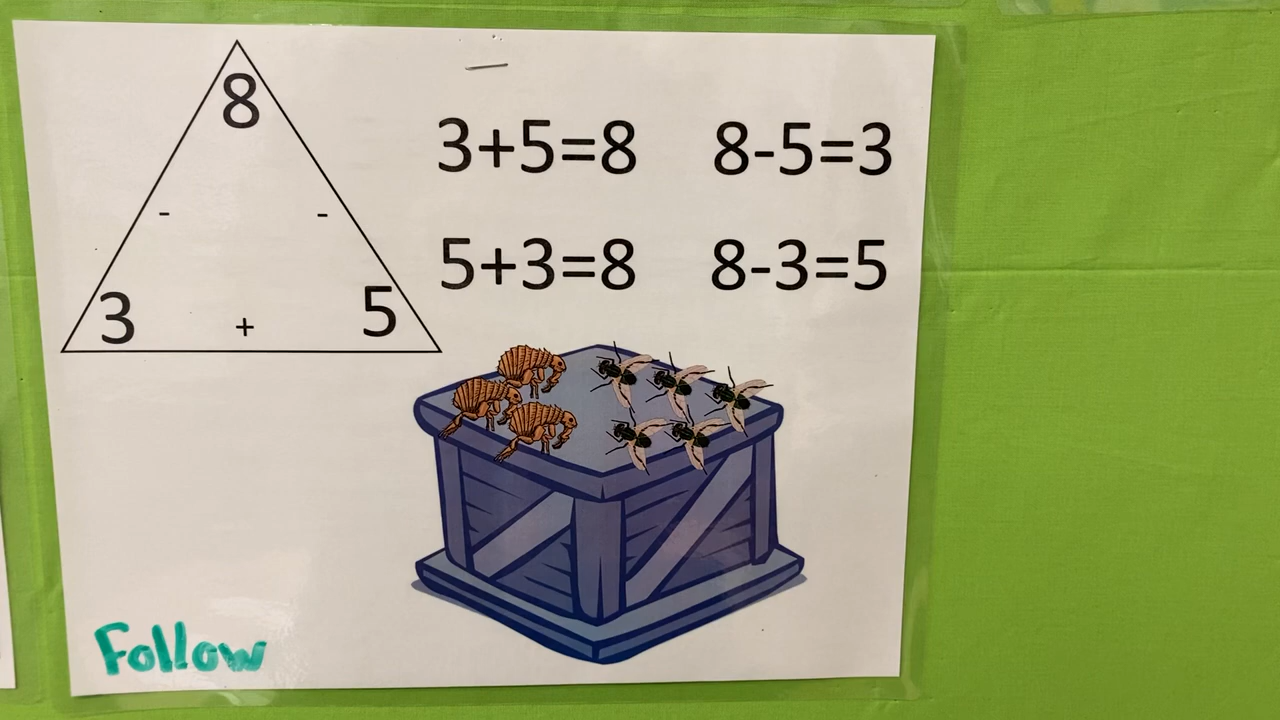 8
3+5=8 8-5=3
- -
5+3=8 8-3=5
3 + 5
Follow